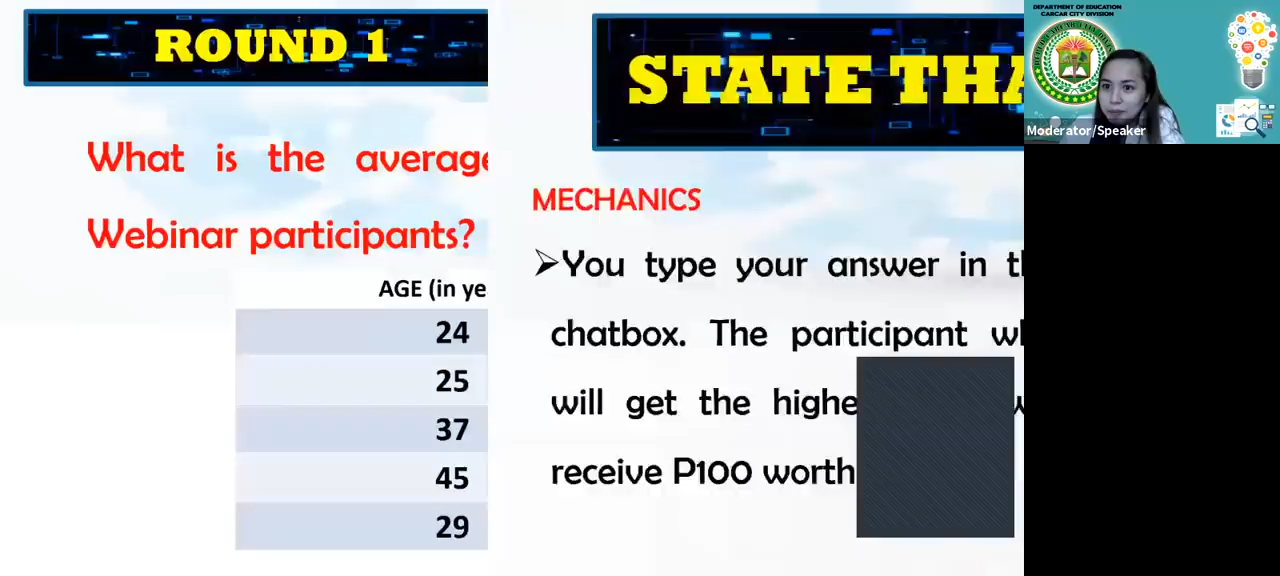 ROUND 1
What is the average
Webinar participants?
AGE (in ye
24
25
37
45
29
STATE THA
MECHANICS
➢You type your answer in th
chatbox. The participant wh
will get the highe
receive P100 worth
DEPARTMENT OF EDUCATION
CARCAR CITY DIVISION
Moderator/Speaker